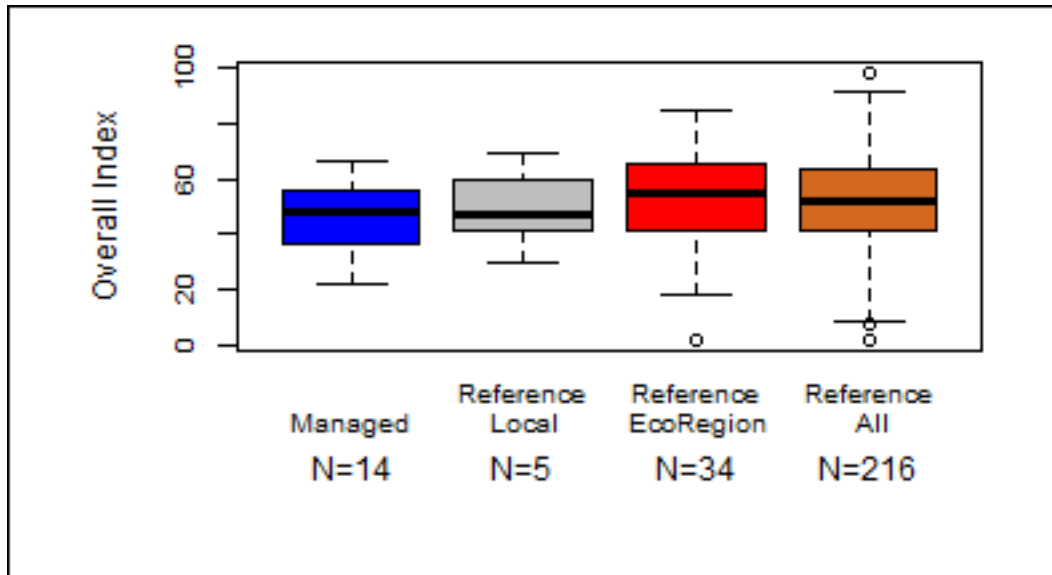 Overall Index
100
60
20
0
Managed
Reference
Local
Reference
EcoRegion
Reference
All
N=14
N=5
N=34
N=216